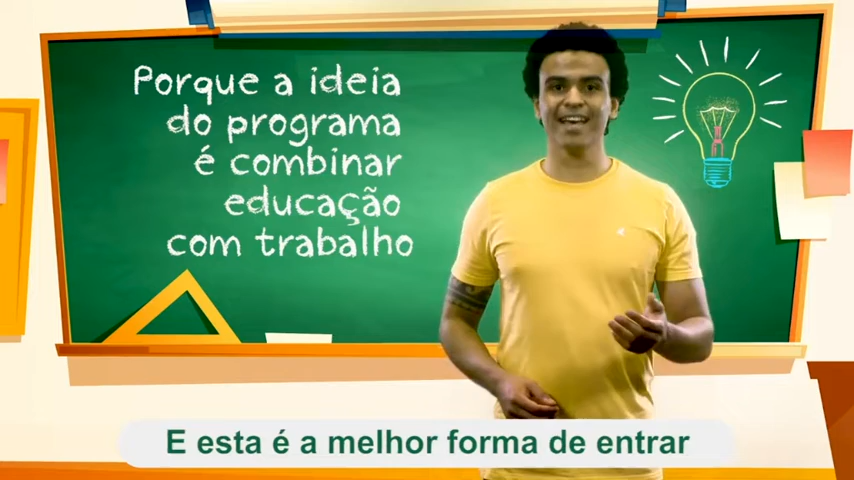 Porque a ideia
do programa
é combinar
educação
com trabalho
E esta é a melhor forma de entrar